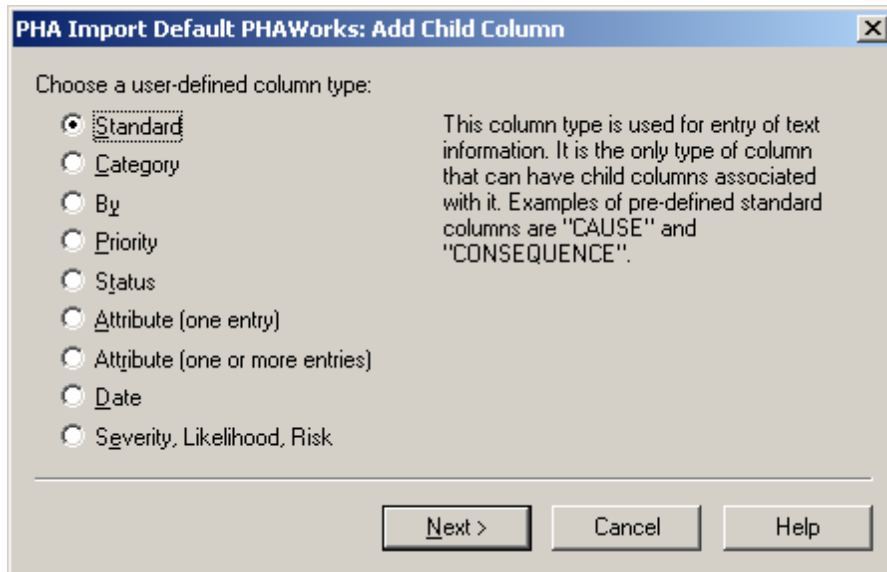 PHA Import Default PHAWorks: Add Child Column
Choose a user-defined column type:
Standard
Category
By
Priority
Status
Attribute (one entry)
Attribute (one or more entries)
Date
Severity, Likelihood, Risk
This column type is used for entry of text
information. It is the only type of column
that can have child columns associated
with it. Examples of pre-defined standard
columns are "CAUSE" and
"CONSEQUENCE".
Next >
Cancel
Help